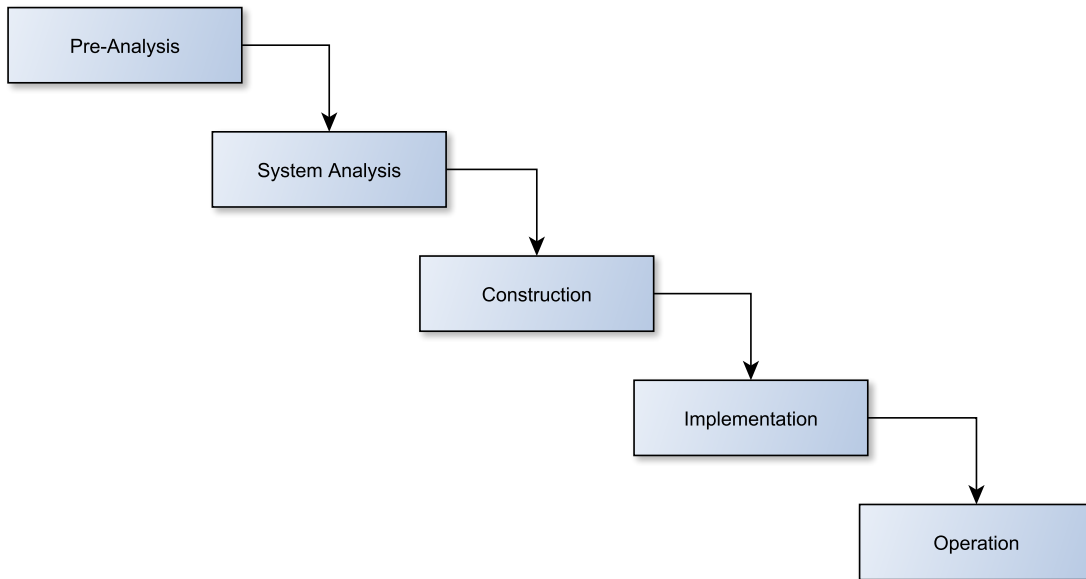 Pre-Analysis
System Analysis
Construction
Implementation
Operation